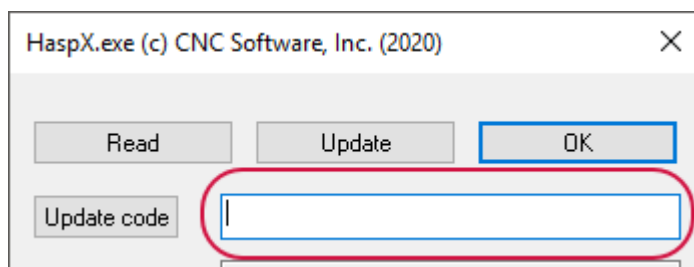 HaspX.exe (c) CNC Software, Inc. (2020)
Read Update OK
Update code